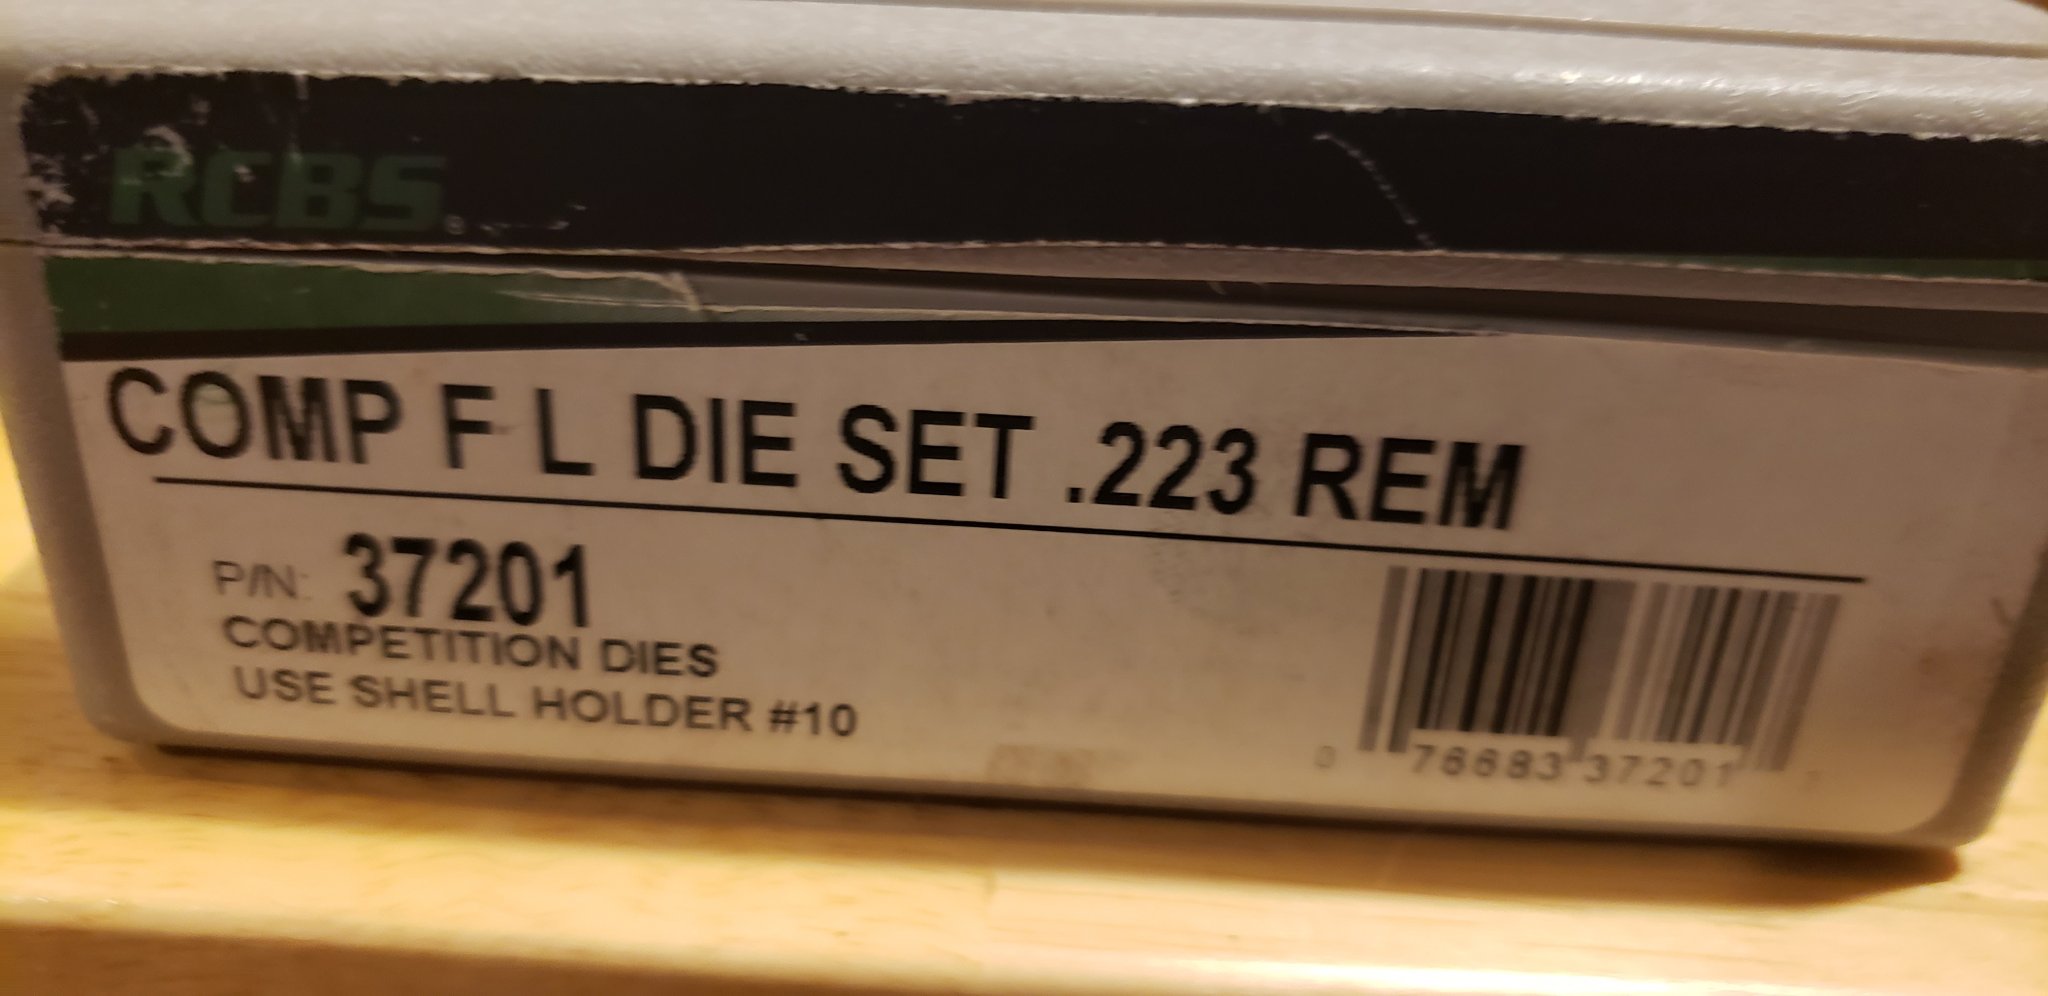 RCBS®
COMP F L DIE SET .223 REM
P/N: 37201
COMPETITION DIES
USE SHELL HOLDER #10
0 76683 37201